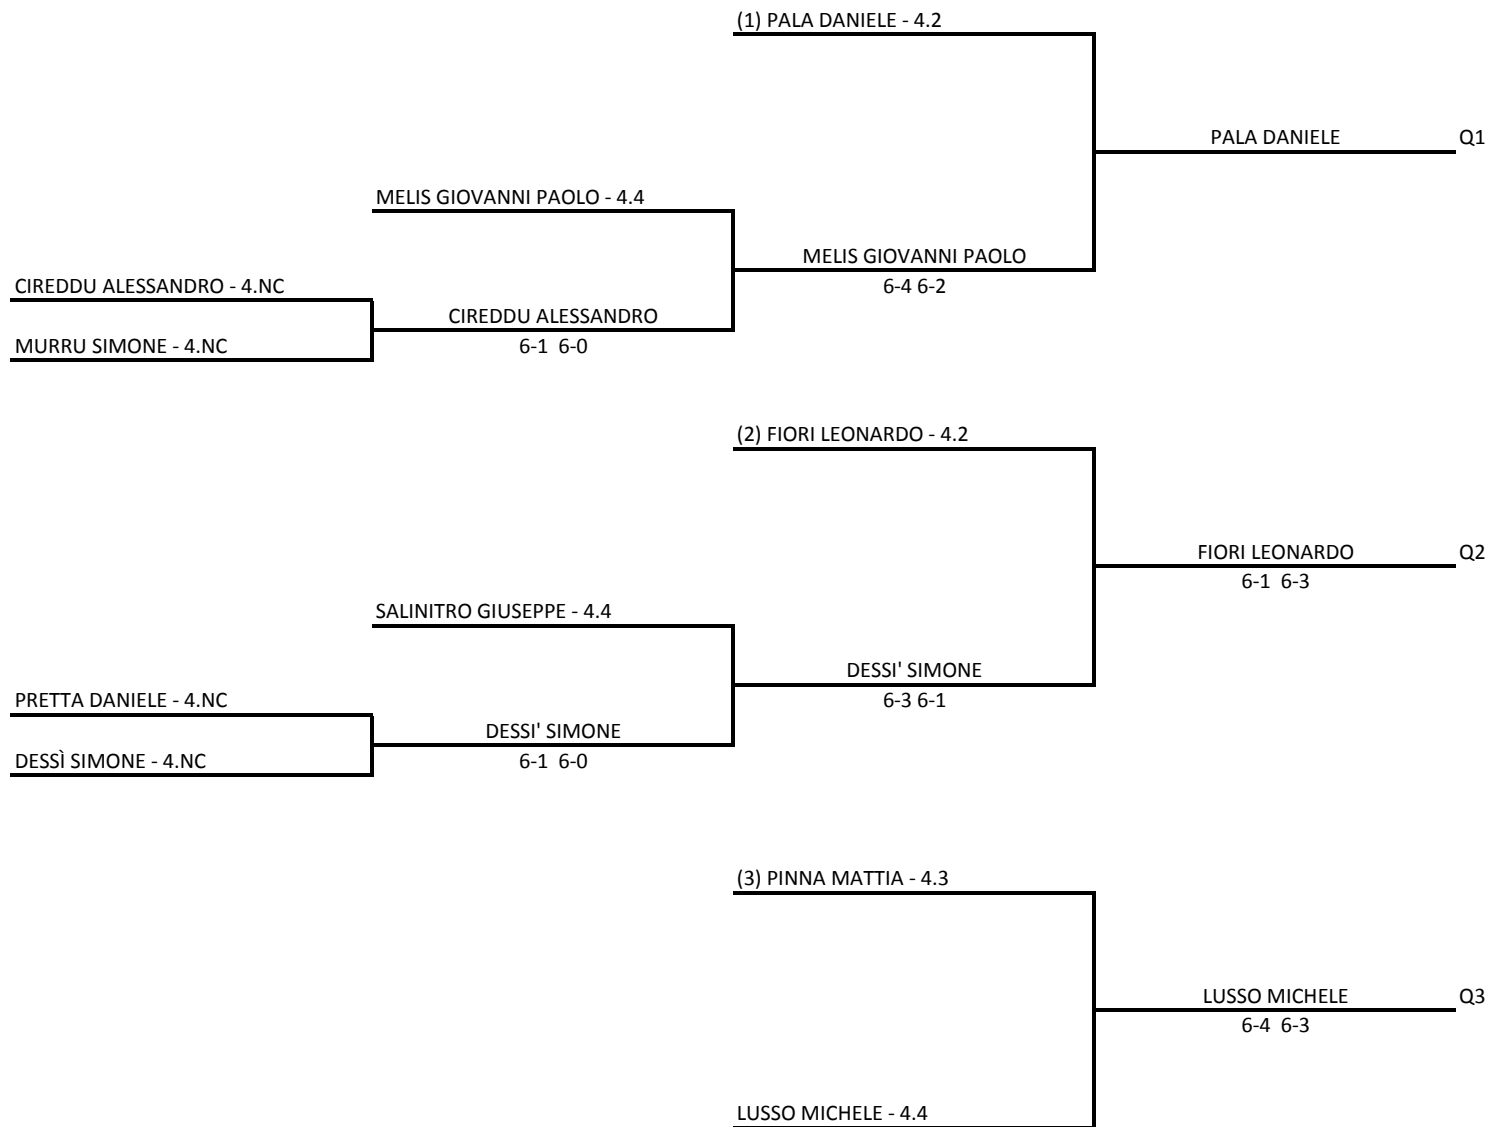 (1) PALA DANIELE - 4.2
PALA DANIELE
Q1
MELIS GIOVANNI PAOLO - 4.4
MELIS GIOVANNI PAOLO
6-4 6-2
CIREDDU ALESSANDRO - 4.NC
CIREDDU ALESSANDRO
6-1 6-0
MURRU SIMONE - 4.NC
(2) FIORI LEONARDO - 4.2
FIORI LEONARDO
Q2
6-1 6-3
SALINITRO GIUSEPPE - 4.4
DESSI' SIMONE
6-3 6-1
PRETTA DANIELE - 4.NC
DESSI' SIMONE
6-1 6-0
DESSÌ SIMONE - 4.NC
(3) PINNA MATTIA - 4.3
LUSSO MICHELE
Q3
6-4 6-3
LUSSO MICHELE - 4.4